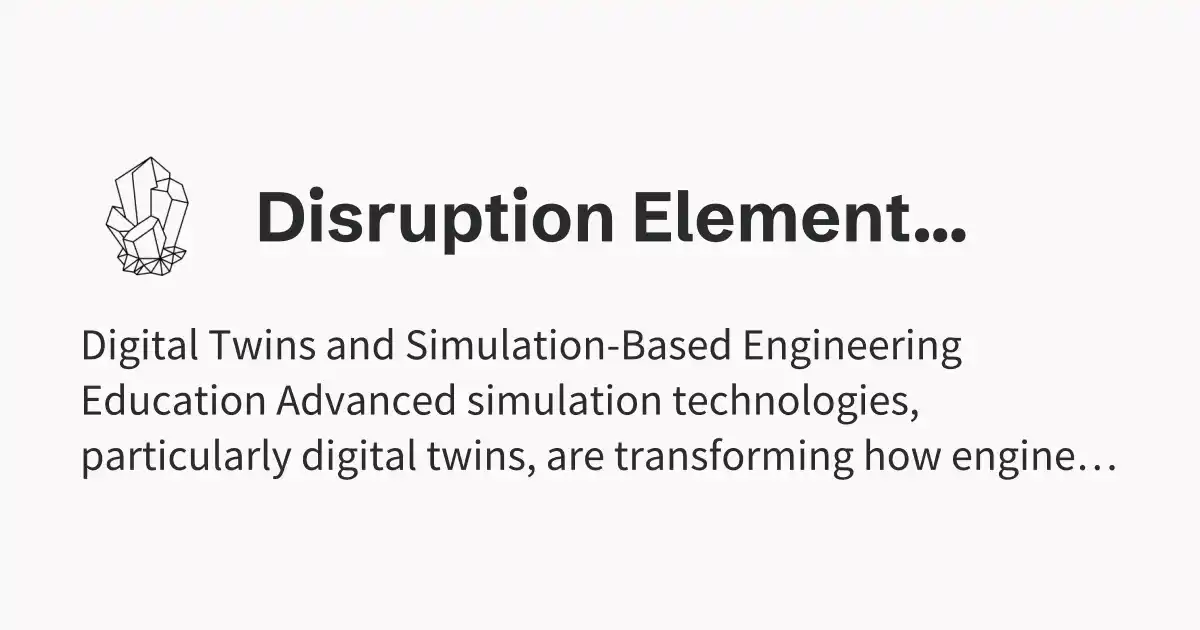 Disruption Element…
Digital Twins and Simulation-Based Engineering
Education Advanced simulation technologies,
particularly digital twins, are transforming how engine…